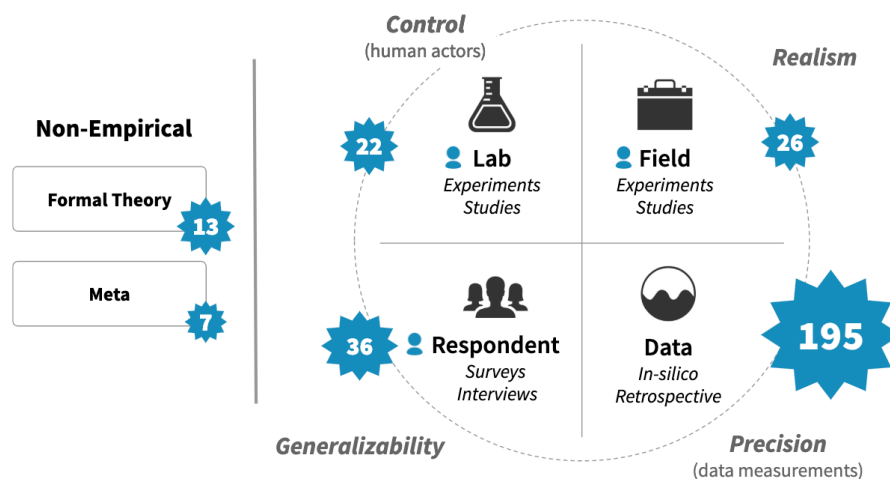 Non-Empirical
Formal Theory
13
Meta
7
Control
(human actors)
Realism
22
Lab
Experiments
Studies
Field
Experiments
Studies
26
36
Respondent
Surveys
Interviews
Data
In-silico
Retrospective
195
Generalizability
Precision
(data measurements)